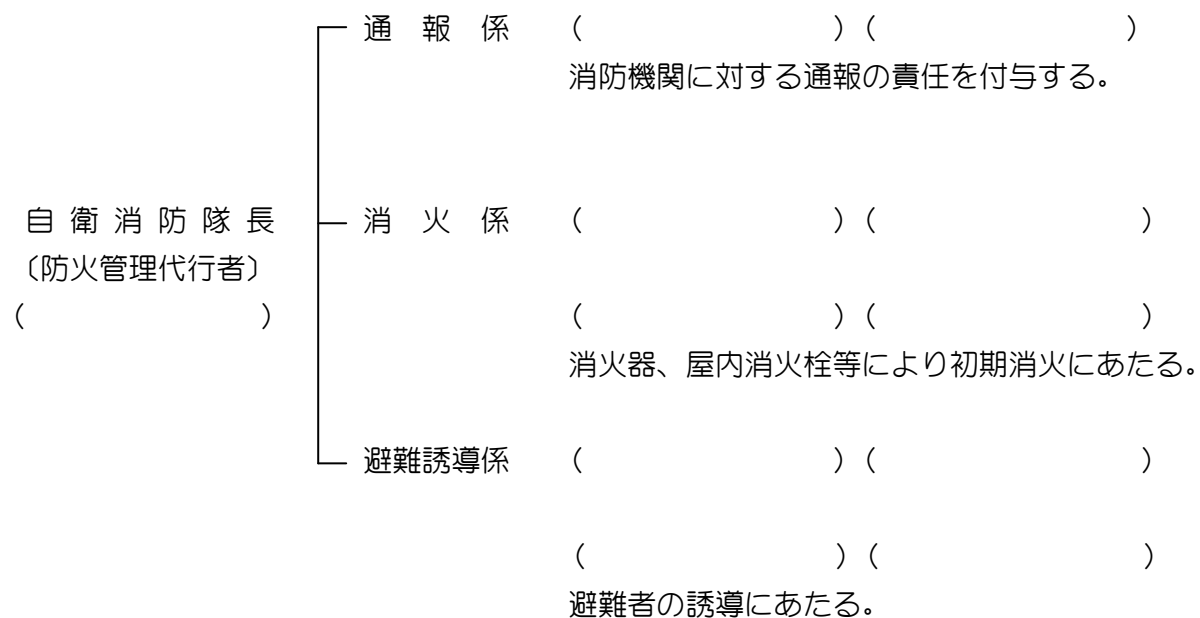 通 報 係 （ ）（ ）
消防機関に対する通報の責任を付与する。
自 衛 消 防 隊 長
消 火 係 （ ）（ ）
〔防火管理代行者〕
（ ）
（ ）（ ）
消火器、屋内消火栓等により初期消火にあたる。
避難誘導係 （ ）（ ）
（ ）（ ）
避難者の誘導にあたる。